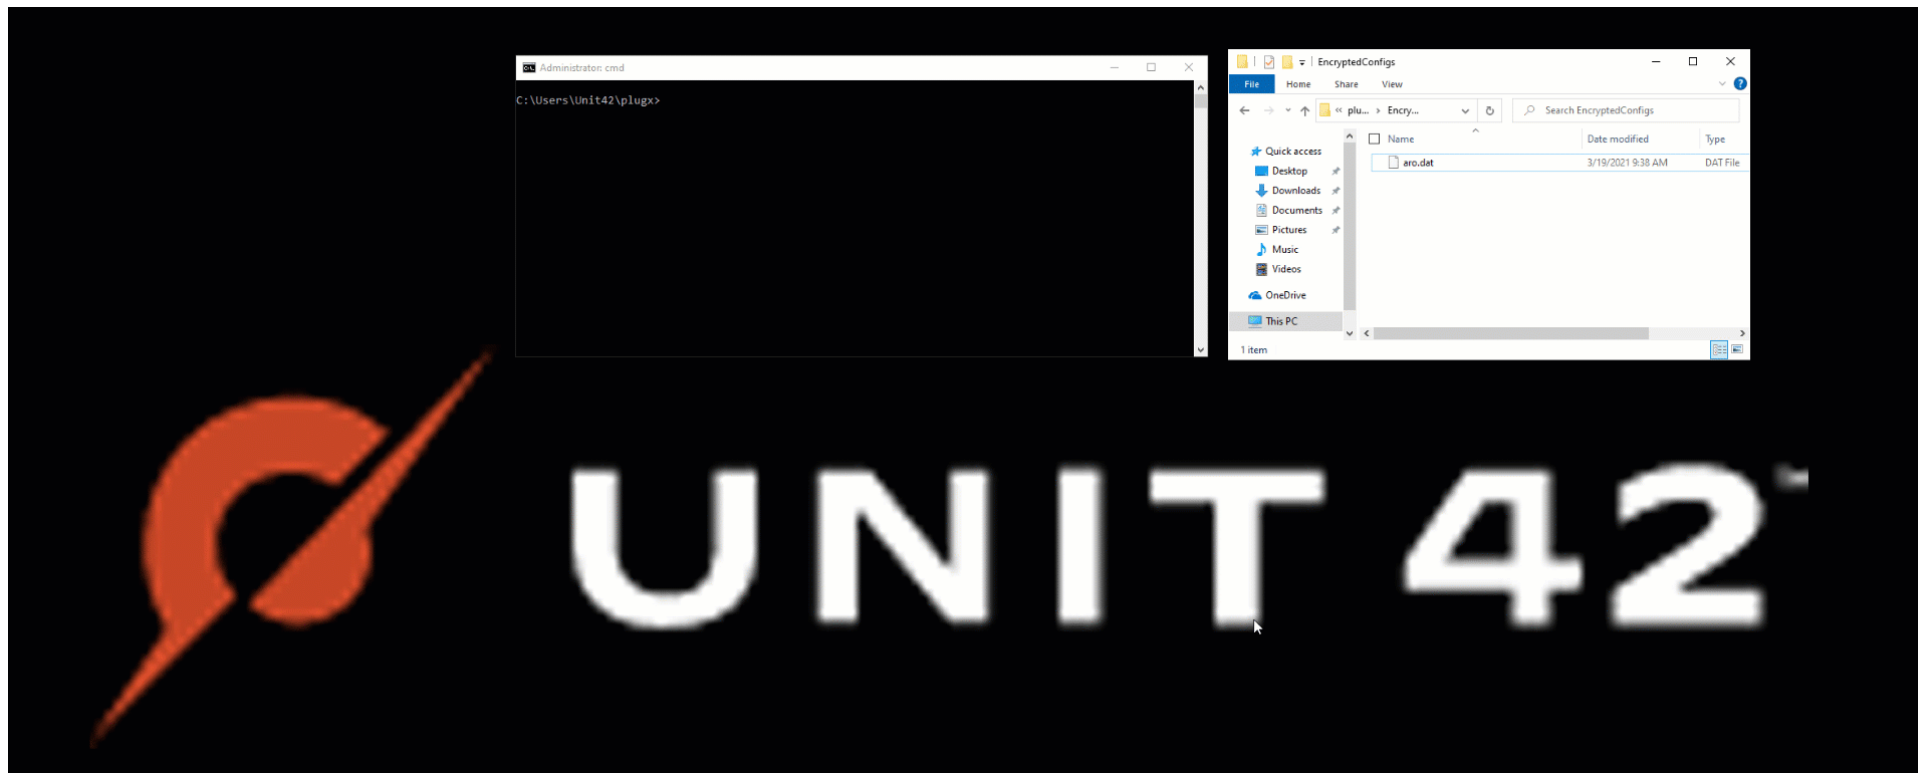 Administrator: cmd
C:\Users\Unit42\plugx>
EncryptedConfigs
File Home Share View
« plu... › Encry... Search EncryptedConfigs
Name Date modified Type
Quick access
aro.dat 3/19/2021 9:38 AM DAT File
Desktop
Downloads
Documents
Pictures
Music
Videos
OneDrive
This PC
1 item
UNIT 42